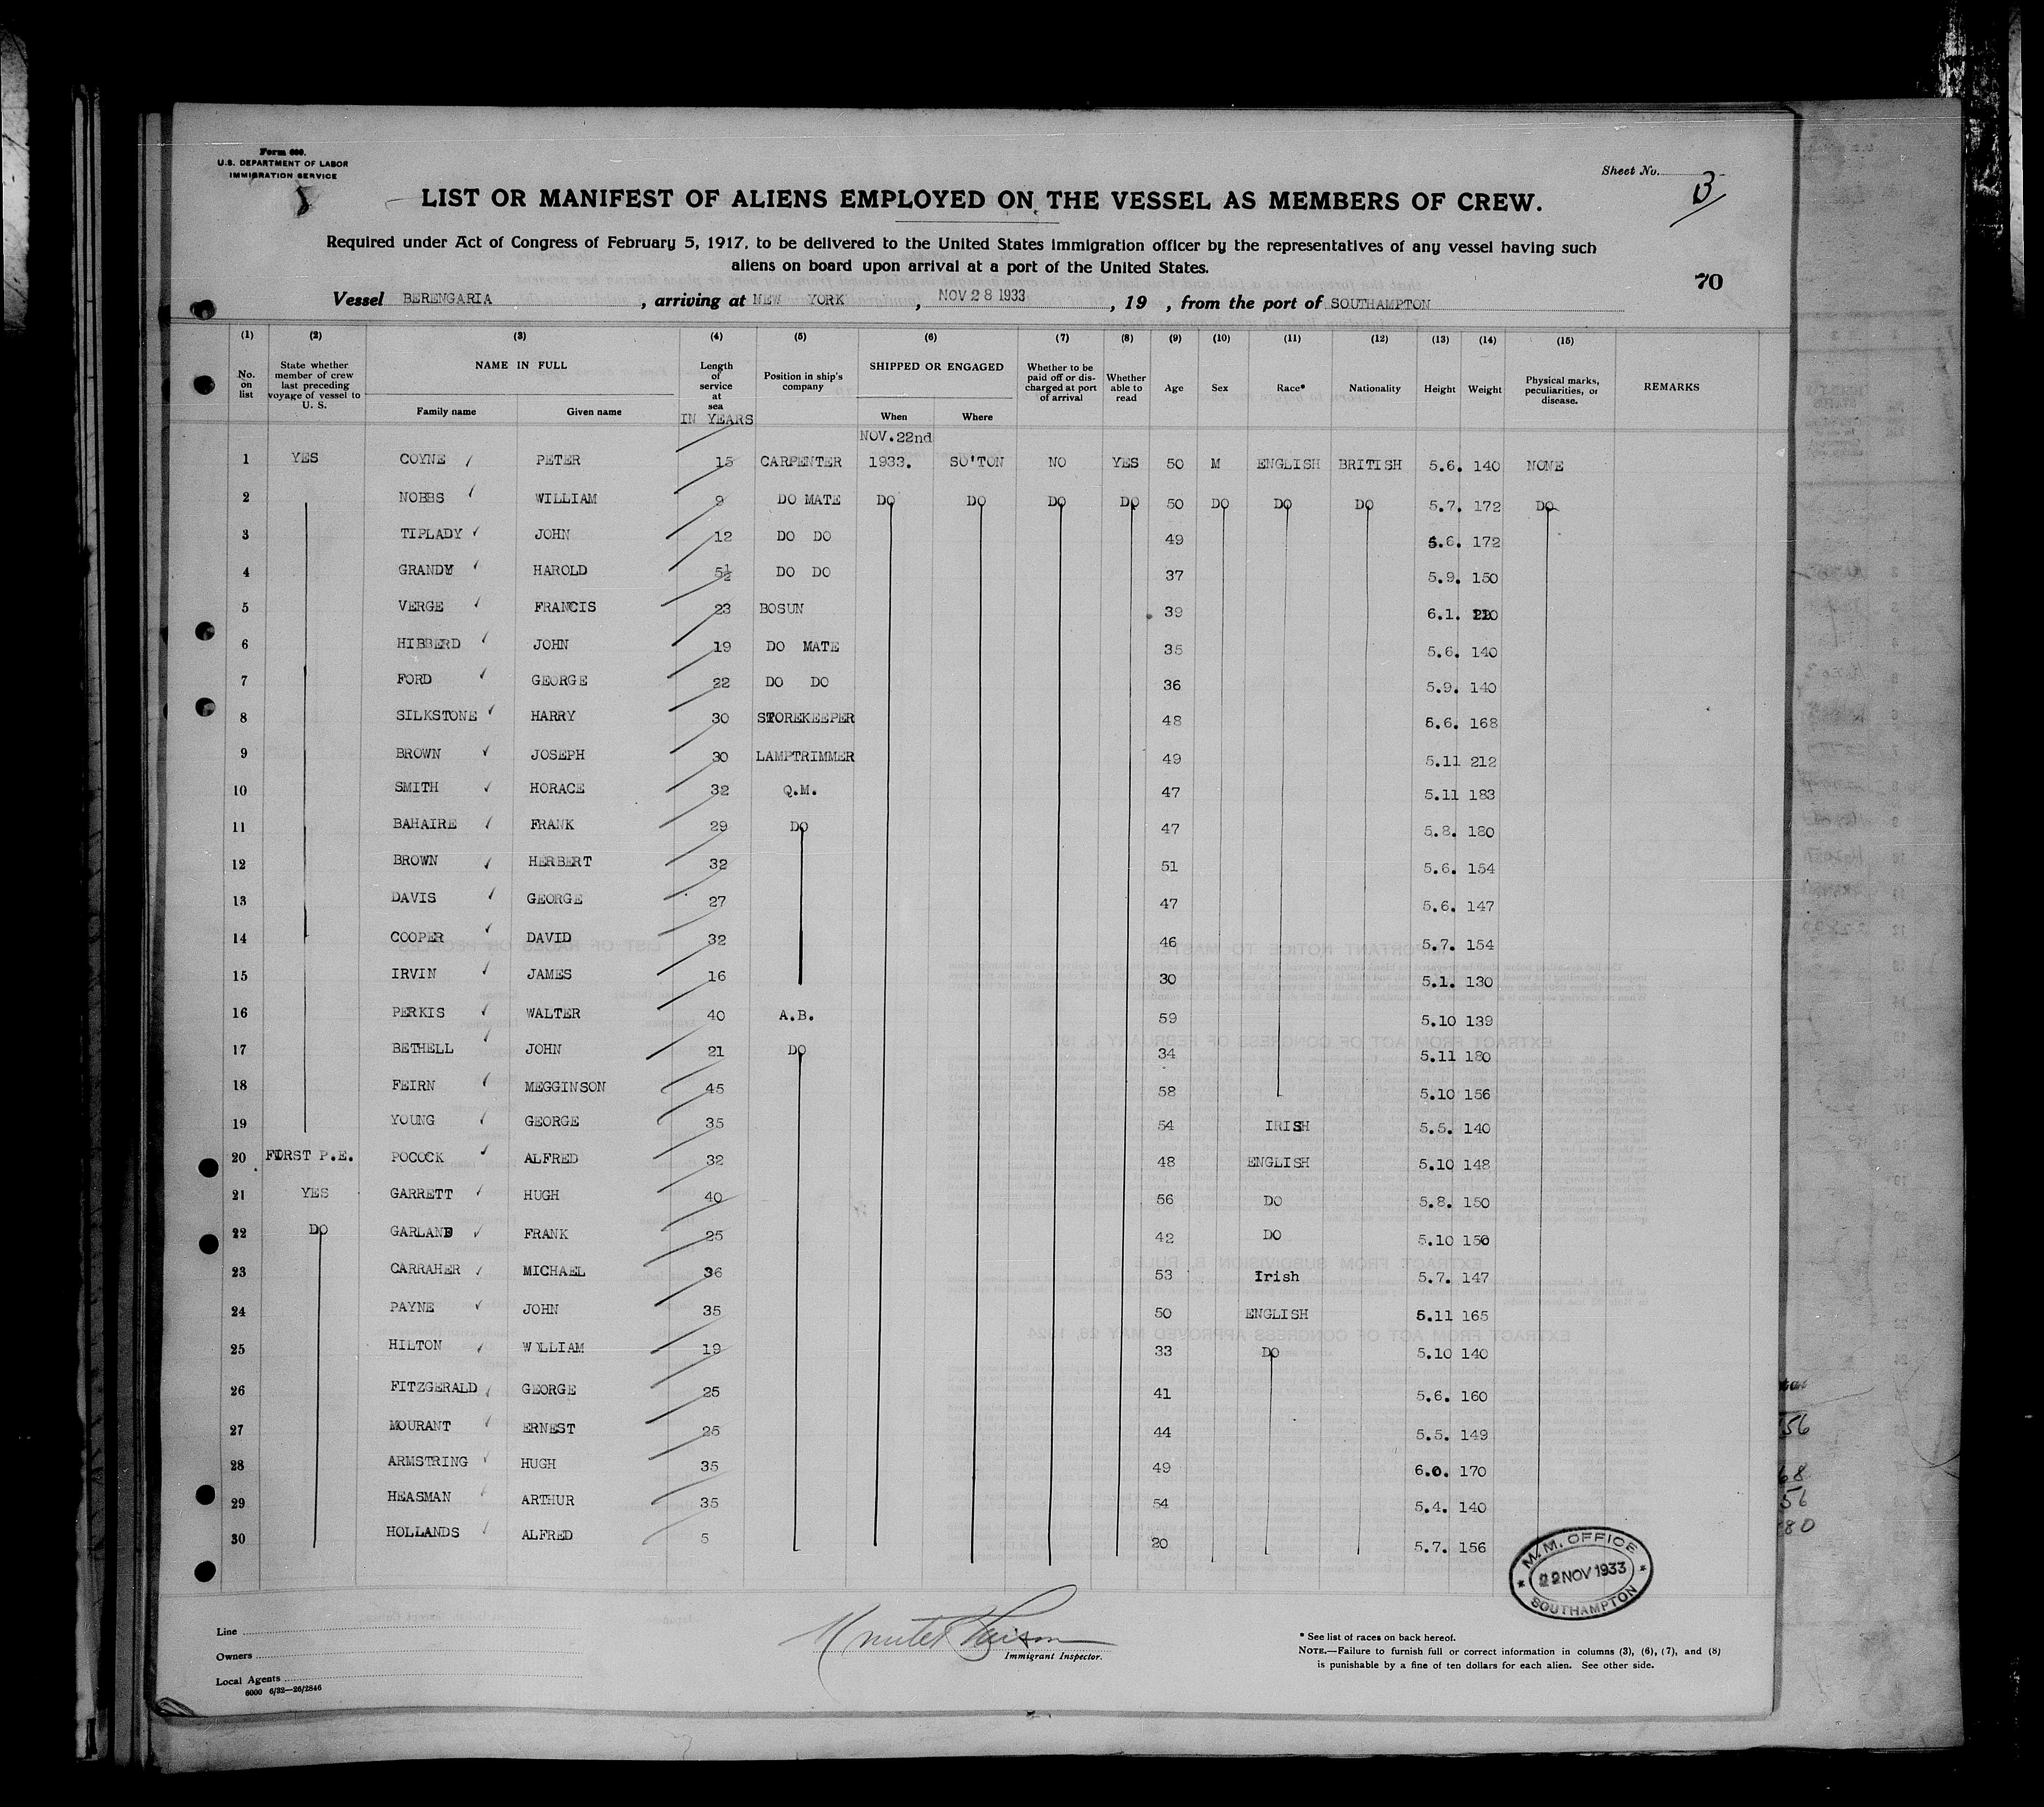 Form 680.
U.S. DEPARTMENT OF LABOR
IMMIGRATION SERVICE
Sheet No. 3
LIST OR MANIFEST OF ALIENS EMPLOYED ON THE VESSEL AS MEMBERS OF CREW.
Required under Act of Congress of February 5, 1917, to be delivered to the United States immigration officer by the representatives of any vessel having such
aliens on board upon arrival at a port of the United States.
70
Vessel BERENGARIA, arriving at NEW YORK, NOV 28 1933, 19 , from the port of SOUTHAMPTON
(1) (2) (3) (4) (5) (6) (7) (8) (9) (10) (11) (12) (13) (14) (15)
No. on list State whether member of crew last preceding voyage of vessel to U. S. NAME IN FULL Family name Given name Length of service at sea IN YEARS Position in ship's company SHIPPED OR ENGAGED When Where Whether to be paid off or discharged at port of arrival Whether able to read Age Sex Race* Nationality Height Weight Physical marks, peculiarities, or disease. REMARKS
NOV.22nd
1 YES COYNE PETER 15 CARPENTER 1933. SO'TON NO YES 50 M ENGLISH BRITISH 5.6. 140 NONE
2 NOBBS WILLIAM 9 DO MATE DO DO DO DO 50 DO DO DO 5.7. 172 DO
3 TIPLADY JOHN 12 DO DO 49 5.6. 172
4 GRANDY HAROLD 5½ DO DO 37 5.9. 150
5 VERGE FRANCIS 23 BOSUN 39 6.1.
6 HIBBERD JOHN 19 DO MATE 35 5.6. 140
7 FORD GEORGE 22 DO DO 36 5.9. 140
8 SILKSTONE HARRY 30 STOREKEEPER 48 5.6. 168
9 BROWN JOSEPH 30 LAMPTRIMMER 49 5.11 212
10 SMITH HORACE 32 Q.M. 47 5.11 183
11 BAHAIRE FRANK 29 DO 47 5.8. 180
12 BROWN HERBERT 32 51 5.6. 154
13 DAVIS GEORGE 27 47 5.6. 147
14 COOPER DAVID 32 46 5.7. 154
15 IRVIN JAMES 16 30 5.1. 130
16 PERKIS WALTER 40 A.B. 59 5.10 139
17 BETHELL JOHN 21 DO 34 5.11 180
18 FEIRN MEGGINSON 45 58 5.10 156
19 YOUNG GEORGE 35 54 IRISH 5.5. 140
20 FIRST P.E. POCOCK ALFRED 32 48 ENGLISH 5.10 148
21 YES GARRETT HUGH 40 56 DO 5.8. 150
22 DO GARLAND FRANK 25 42 DO 5.10 150
23 CARRAHER MICHAEL 36 53 Irish 5.7. 147
24 PAYNE JOHN 35 50 ENGLISH 5.11 165
25 HILTON WILLIAM 19 33 DO 5.10 140
26 FITZGERALD GEORGE 25 41 5.6. 160
27 MOURANT ERNEST 25 44 5.5. 149
28 ARMSTRING HUGH 35 49 6.0. 170
29 HEASMAN ARTHUR 35 54 5.4. 140
30 HOLLANDS ALFRED 5 20 5.7. 156
M.M. OFFICE
22 NOV 1933
SOUTHAMPTON
Line
Owners
Local Agents
6000 6/32—26/2846
Immigrant Inspector.
* See list of races on back hereof.
NOTE.—Failure to furnish full or correct information in columns (3), (6), (7), and (8)
is punishable by a fine of ten dollars for each alien. See other side.